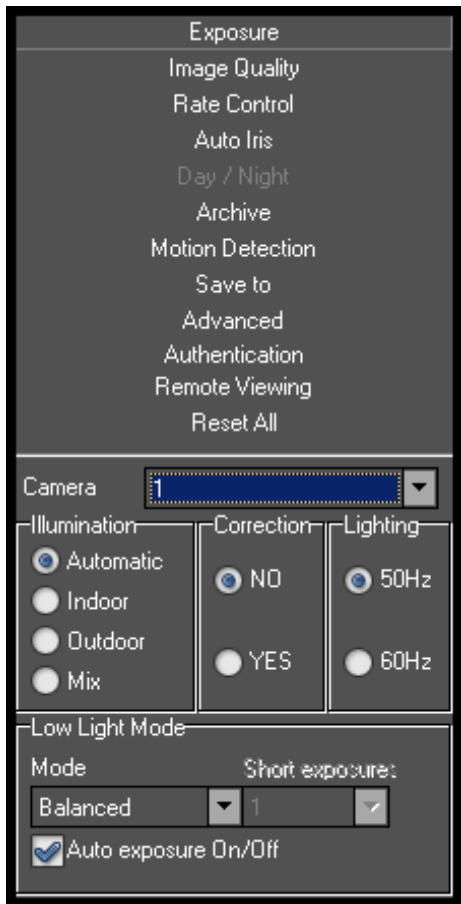 Exposure
Image Quality
Rate Control
Auto Iris
Day / Night
Archive
Motion Detection
Save to
Advanced
Authentication
Remote Viewing
Reset All
Camera 1
Illumination Correction Lighting
Automatic NO 50Hz
Indoor
Outdoor YES 60Hz
Mix
Low Light Mode
Mode Short exposure:
Balanced 1
Auto exposure On/Off